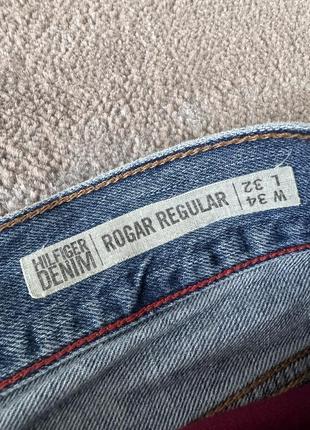 HILFIGER
DENIM
ROGAR REGULAR
W 34
L 32